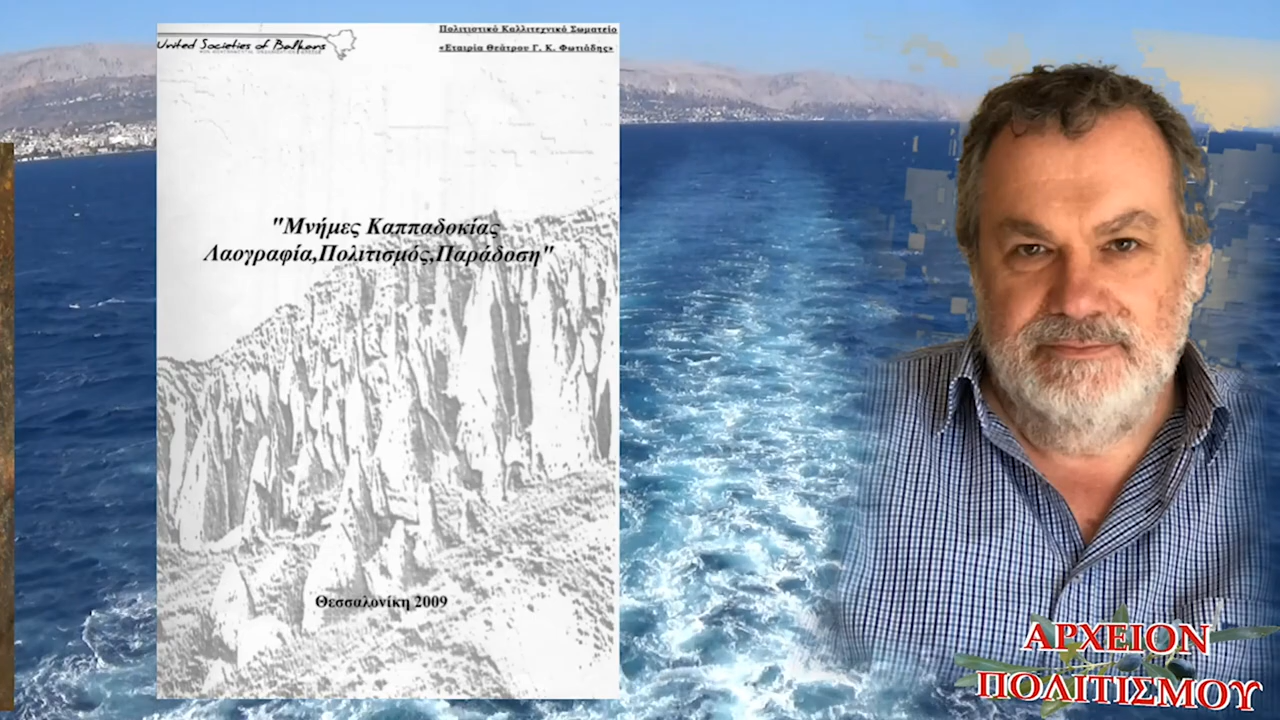 United Societies of Balkans
Πολιτιστικό Καλλιτεχνικό Σωματείο
«Εταιρία Θεάτρου Γ. Κ. Φωτιάδης»
"Μνήμες Καππαδοκίας
Λαογραφία,Πολιτισμός,Παράδοση"
Θεσσαλονίκη 2009
ΑΡΧΕΙΟΝ
ΠΟΛΙΤΙΣΜΟΥ